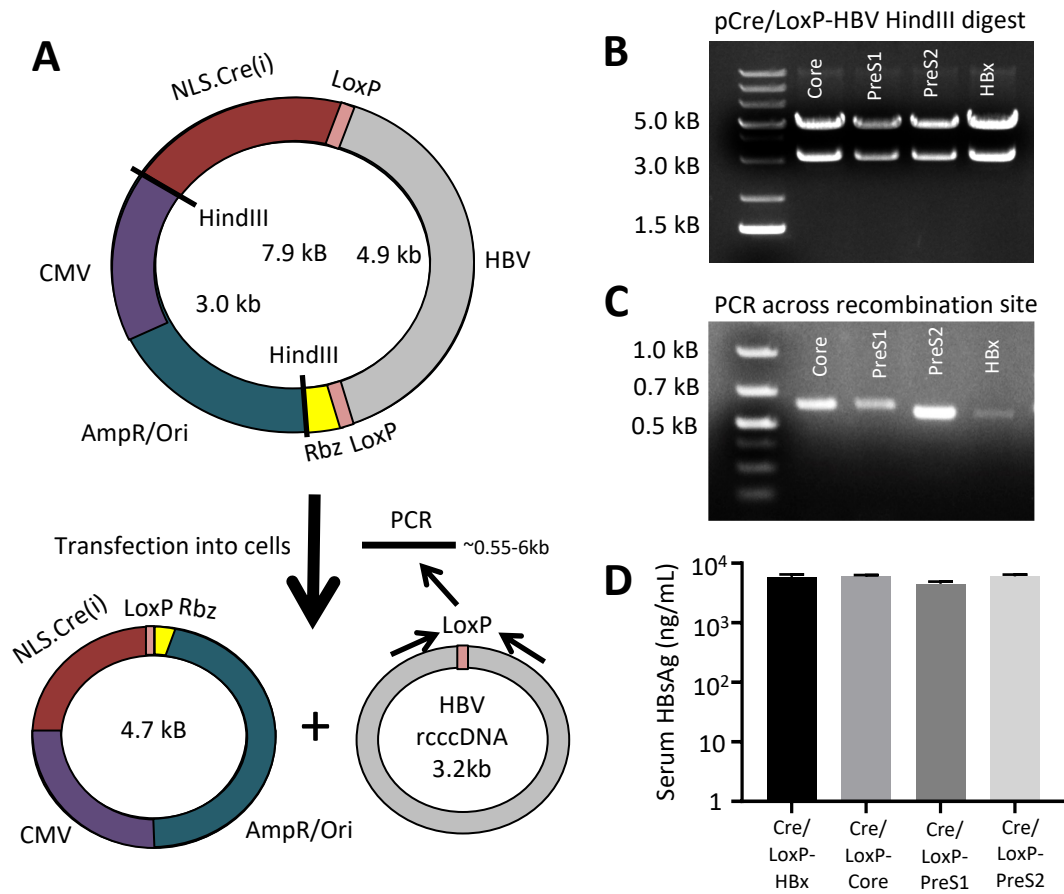 A
NLS.Cre(i)
LoxP
HindIII
7.9 kB
4.9 kb
HBV
CMV
3.0 kb
HindIII
AmpR/Ori
Rbz
LoxP
Transfection into cells
PCR
~0.55-6kb
NLS.Cre(i)
LoxP Rbz
LoxP
4.7 kB
+
HBV
rcccDNA
3.2kb
CMV
AmpR/Ori
pCre/LoxP-HBV HindIII digest
B
Core
PreS1
PreS2
HBx
5.0 kB
3.0 kB
1.5 kB
C
PCR across recombination site
Core
PreS1
PreS2
HBx
1.0 kB
0.7 kB
0.5 kB
D
Serum HBsAg (ng/mL)
10⁴
10³
10²
10
1
Cre/
LoxP-
HBx
Cre/
LoxP-
Core
Cre/
LoxP-
PreS1
Cre/
LoxP-
PreS2